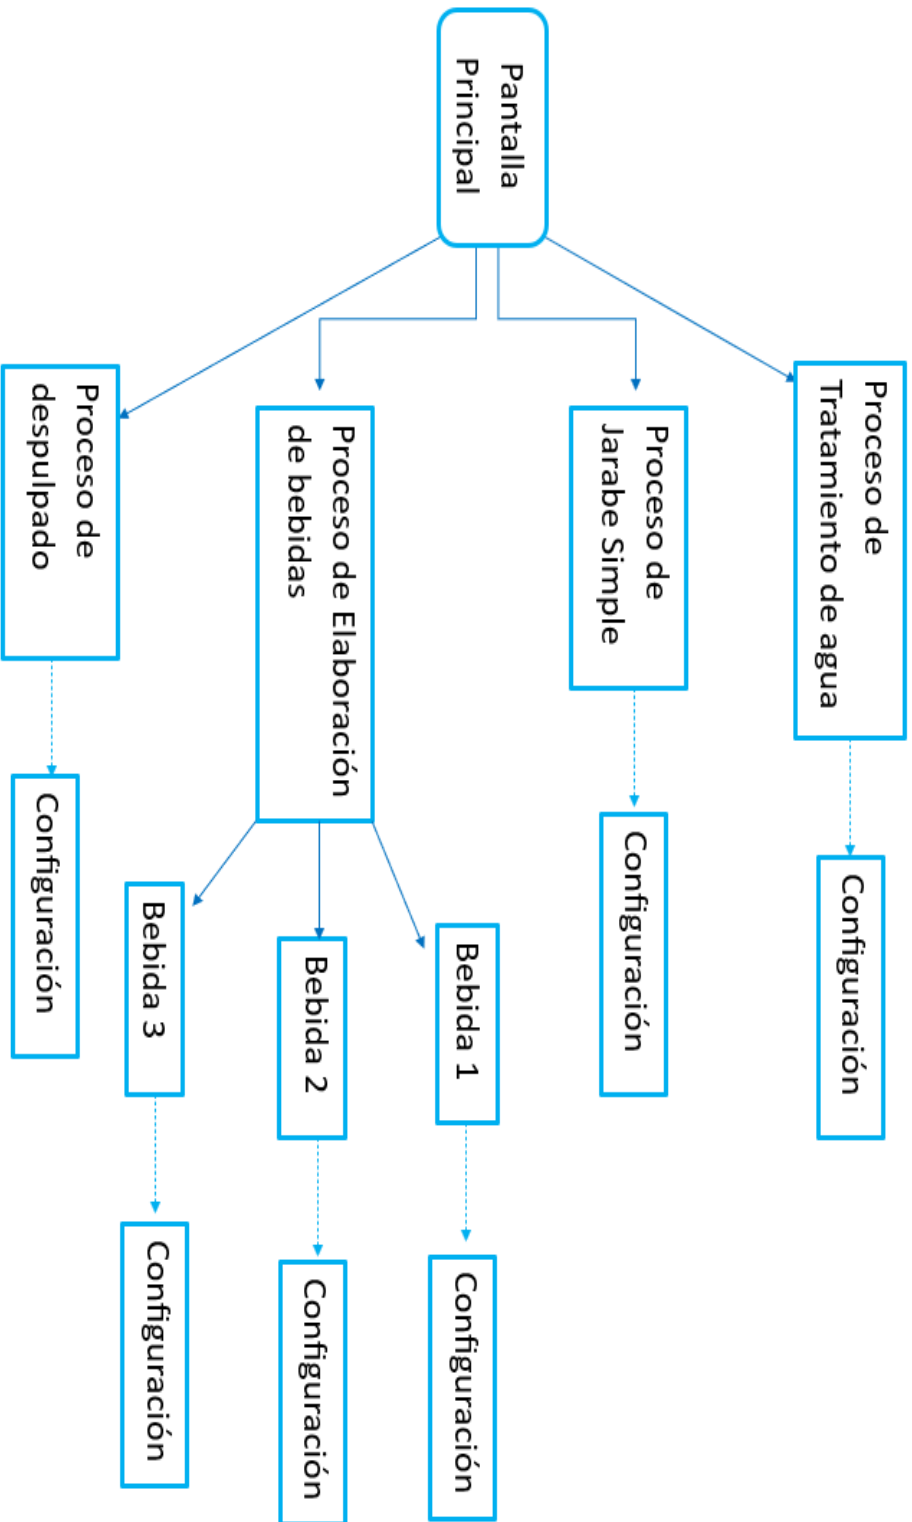 Pantalla
Principal
Proceso de
Tratamiento de agua
Configuración
Proceso de
Jarabe Simple
Configuración
Proceso de Elaboración
de bebidas
Bebida 1
Configuración
Bebida 2
Configuración
Bebida 3
Configuración
Proceso de
despulpado
Configuración